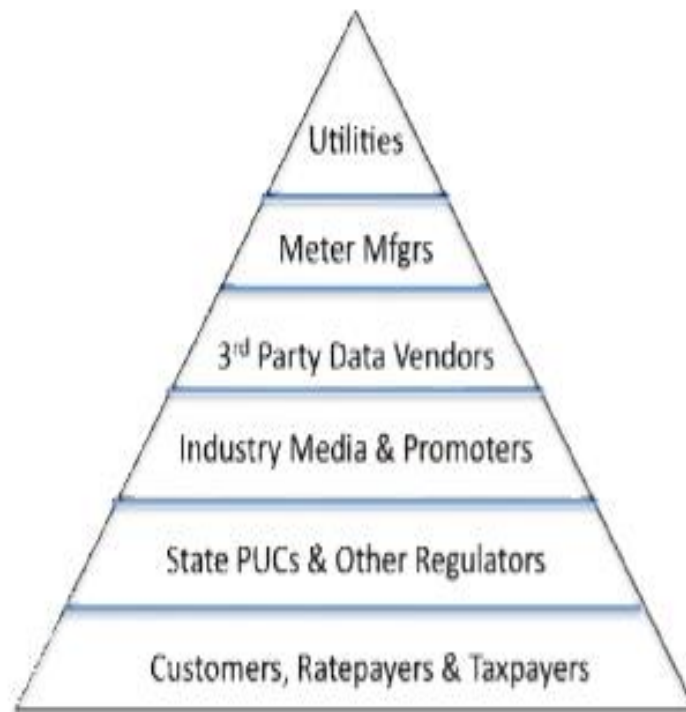 Utilities
Meter Mfgrs
3rd Party Data Vendors
Industry Media & Promoters
State PUCs & Other Regulators
Customers, Ratepayers & Taxpayers